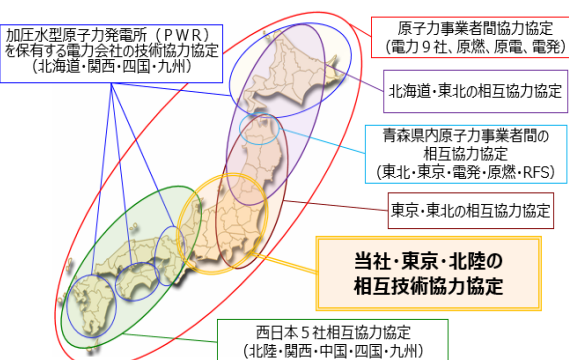 加圧水型原子力発電所（ＰＷＲ）
を保有する電力会社の技術協力協定
（北海道・関西・四国・九州）
原子力事業者間協力協定
（電力９社、原燃、原電、電発）
北海道・東北の相互協力協定
青森県内原子力事業者間の
相互協力協定
（東北・東京・電発・原燃・RFS）
東京・東北の相互協力協定
当社・東京・北陸の
相互技術協力協定
西日本５社相互協力協定
（北陸・関西・中国・四国・九州）